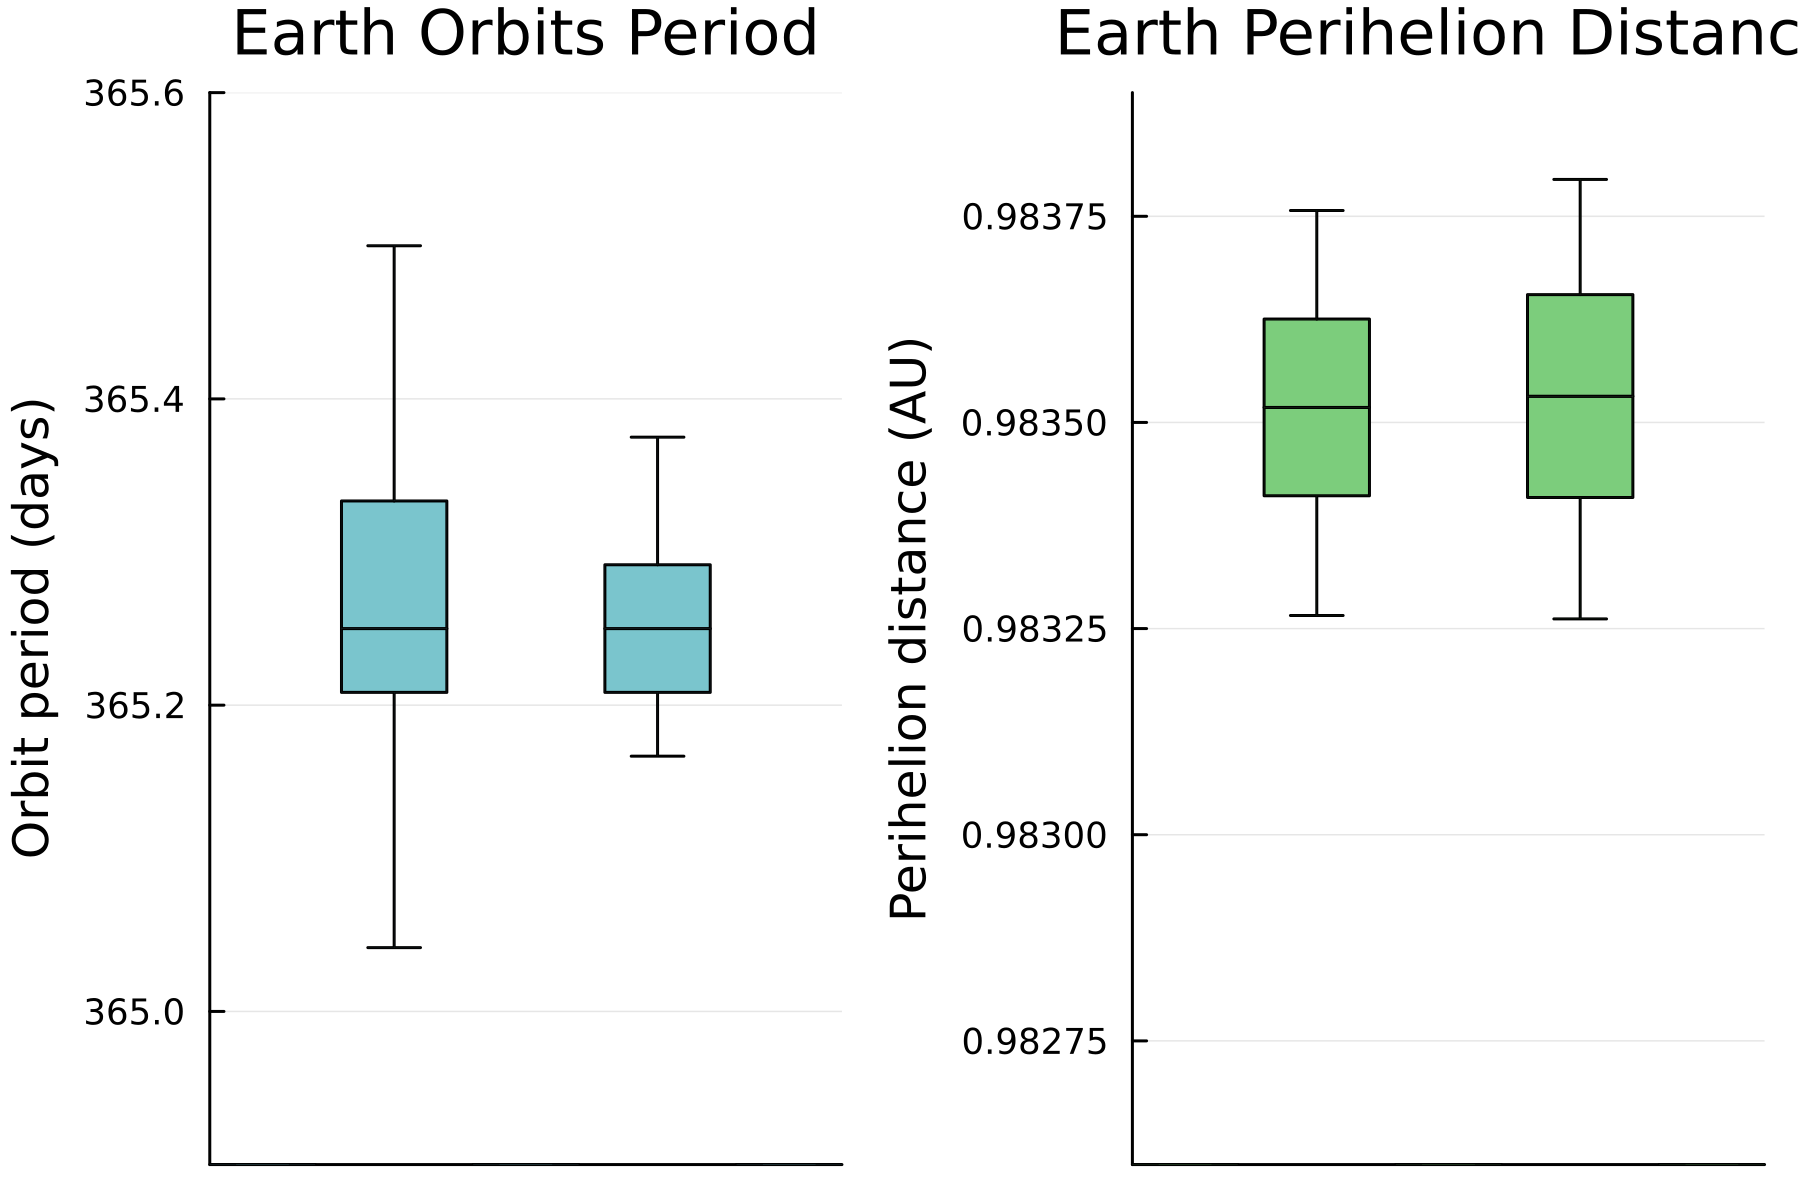 Earth Orbits Period
Orbit period (days)
365.6
365.4
365.2
365.0
Earth Perihelion Distanc
Perihelion distance (AU)
0.98375
0.98350
0.98325
0.98300
0.98275